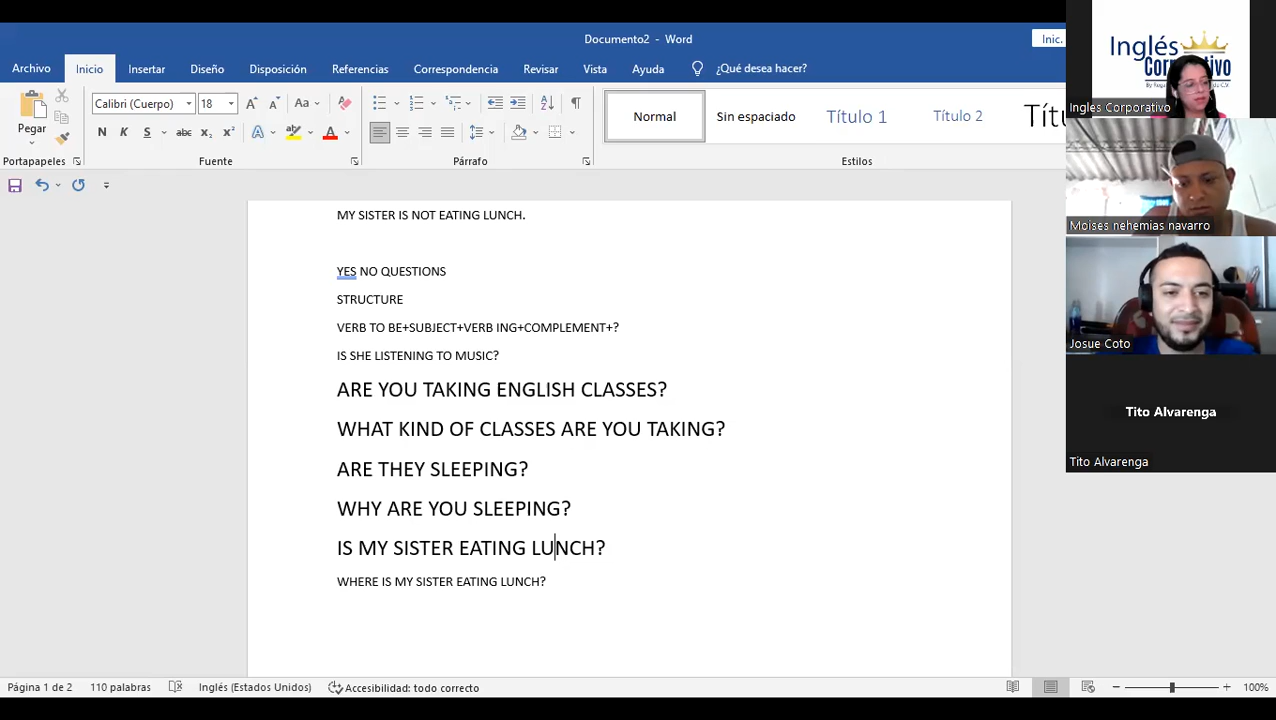 Documento2 - Word
Inic.
Archivo
Inicio
Insertar
Diseño
Disposición
Referencias
Correspondencia
Revisar
Vista
Ayuda
¿Qué desea hacer?
Pegar
Calibri (Cuerpo)
18
Aa
N
K
S
abc
Normal
Sin espaciado
Título 1
Título 2
Portapapeles
Fuente
Párrafo
Estilos
MY SISTER IS NOT EATING LUNCH.
YES NO QUESTIONS
STRUCTURE
VERB TO BE+SUBJECT+VERB ING+COMPLEMENT+?
IS SHE LISTENING TO MUSIC?
ARE YOU TAKING ENGLISH CLASSES?
WHAT KIND OF CLASSES ARE YOU TAKING?
ARE THEY SLEEPING?
WHY ARE YOU SLEEPING?
IS MY SISTER EATING LUNCH?
WHERE IS MY SISTER EATING LUNCH?
Página 1 de 2
110 palabras
Inglés (Estados Unidos)
Accesibilidad: todo correcto
100%
Inglés
Corporativo
Ingles Corporativo
Moises nehemias navarro
Josue Coto
Tito Alvarenga
Tito Alvarenga